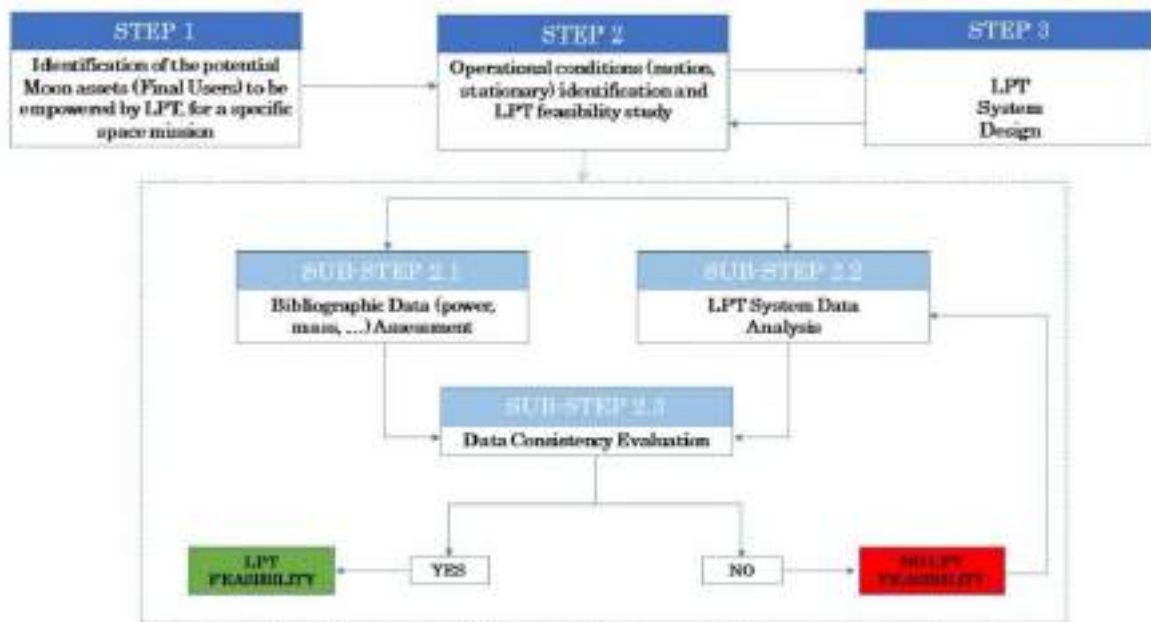 STEP 1
Identification of the potential
Moon assets (Final Users) to be
empowered by LPT, for a specific
space mission
STEP 2
Operational conditions (motion,
stationary) identification and
LPT feasibility study
STEP 3
LPT
System
Design
SUB-STEP 2.1
Bibliographic Data (power,
mass, ...) Assessment
SUB-STEP 2.2
LPT System Data
Analysis
SUB-STEP 2.3
Data Consistency Evaluation
LPT
FEASIBILITY
YES
NO
NO LPT
FEASIBILITY